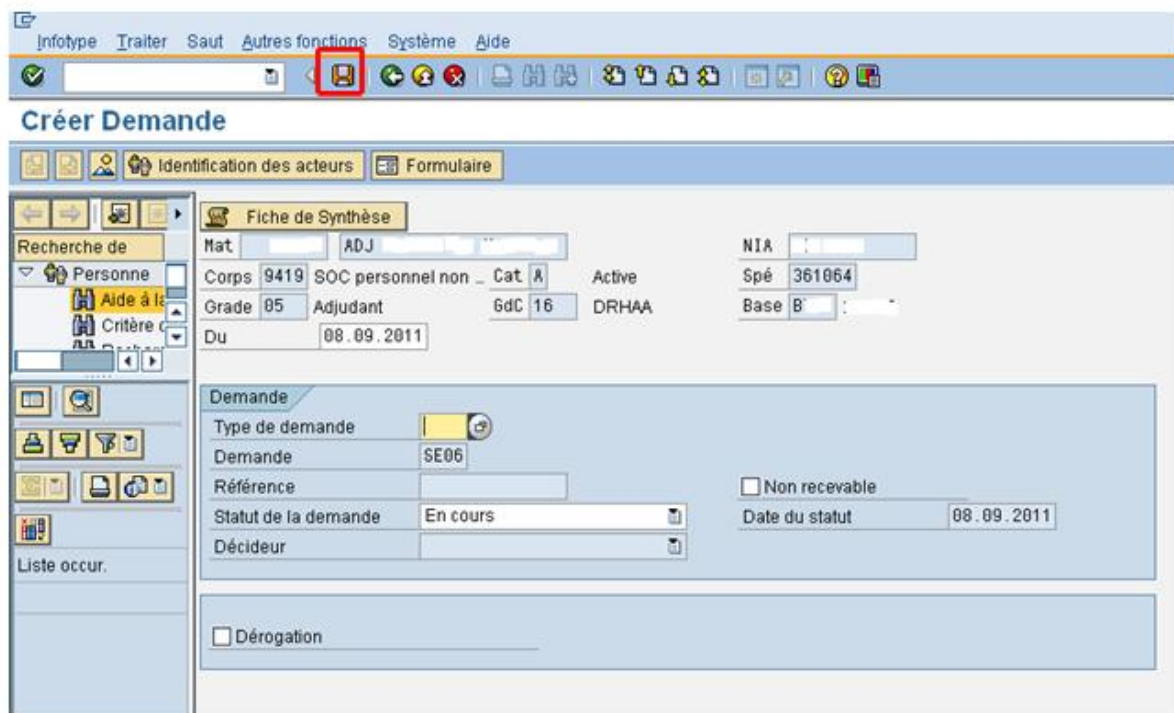 Infotype Traiter Saut Autres fonctions Système Aide
Créer Demande
Identification des acteurs Formulaire
Fiche de Synthèse
Recherche de
Personne
Aide à la
Critère
Mat ADJ NIA
Corps 9419 SOC personnel non _ Cat A Active Spé 361064
Grade 05 Adjudant GdC 16 DRHAA Base B
Du 08.09.2011
Demande
Type de demande
Demande SE06
Référence Non recevable
Statut de la demande En cours Date du statut 08.09.2011
Décideur
Liste occur.
Dérogation